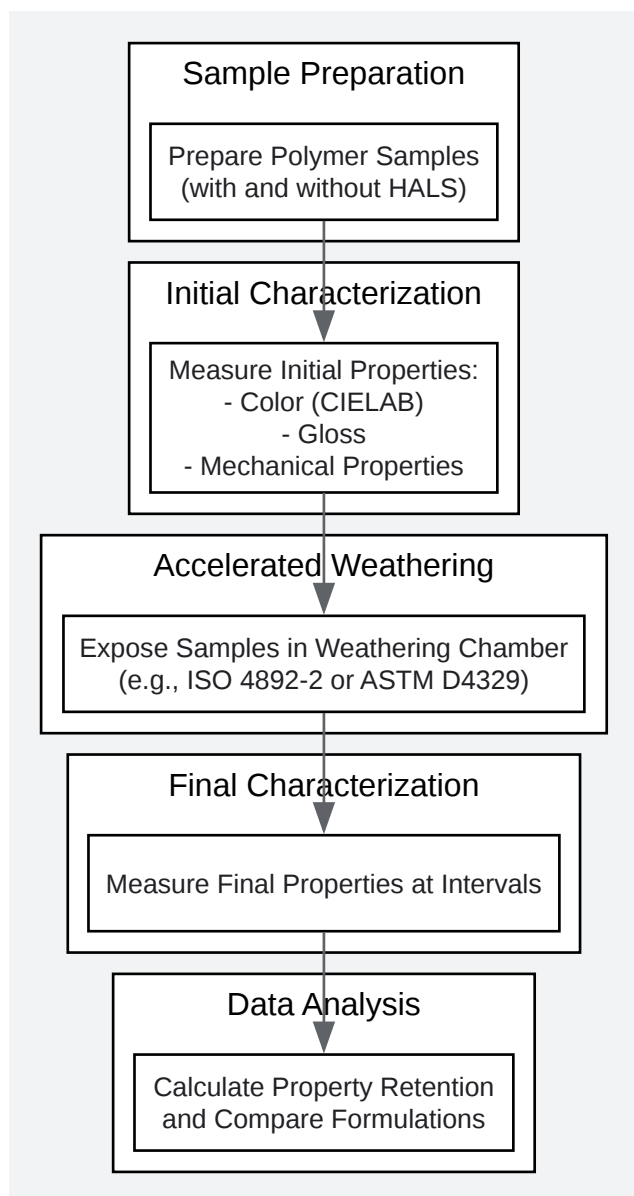 Sample Preparation
Prepare Polymer Samples
(with and without HALS)
Initial Characterization
Measure Initial Properties:
- Color (CIELAB)
- Gloss
- Mechanical Properties
Accelerated Weathering
Expose Samples in Weathering Chamber
(e.g., ISO 4892-2 or ASTM D4329)
Final Characterization
Measure Final Properties at Intervals
Data Analysis
Calculate Property Retention
and Compare Formulations